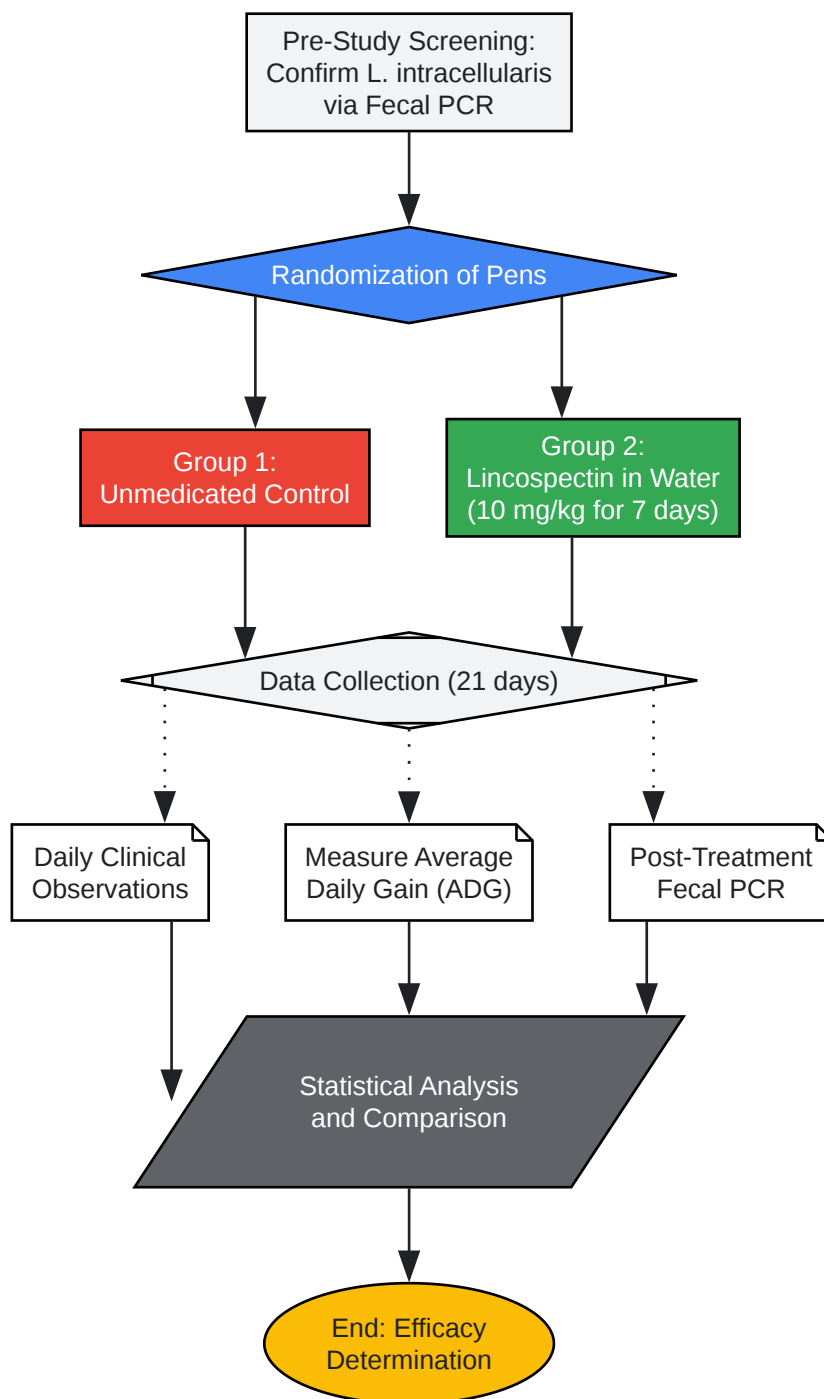 Pre-Study Screening:
Confirm L. intracellularis
via Fecal PCR
Randomization of Pens
Group 1:
Unmedicated Control
Group 2:
Lincospectin in Water
(10 mg/kg for 7 days)
Data Collection (21 days)
Daily Clinical
Observations
Measure Average
Daily Gain (ADG)
Post-Treatment
Fecal PCR
Statistical Analysis
and Comparison
End: Efficacy
Determination